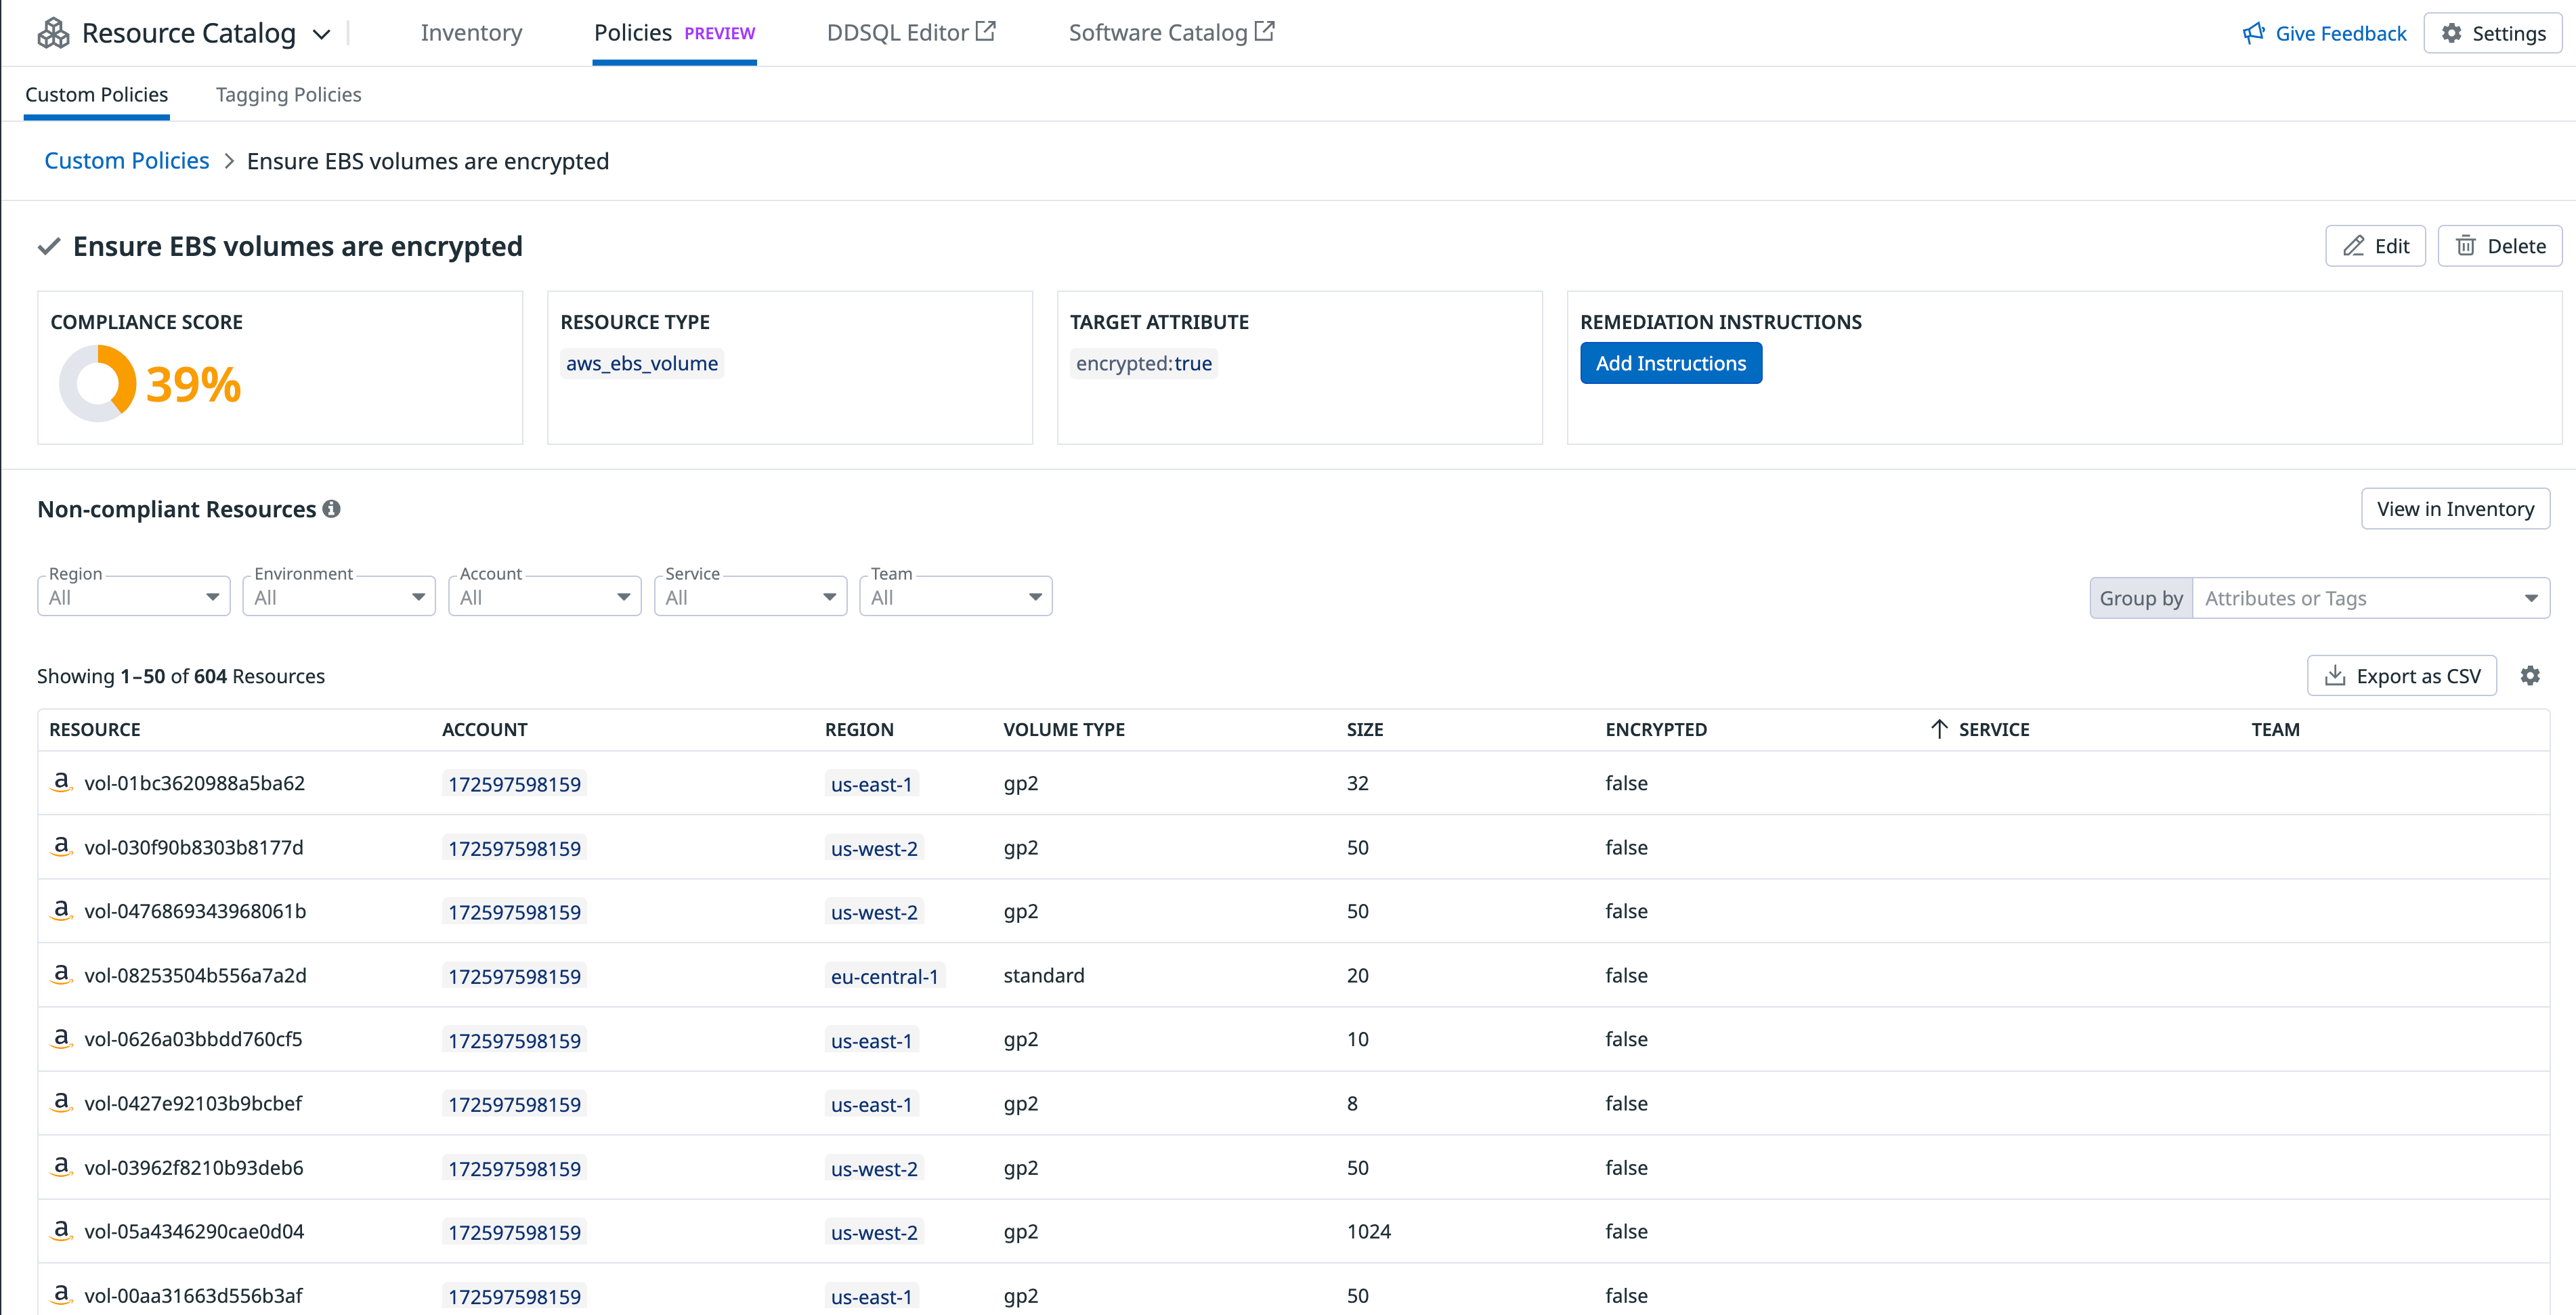 Resource Catalog Inventory Policies PREVIEW DDSQL Editor Software Catalog Give Feedback Settings
Custom Policies Tagging Policies
Custom Policies > Ensure EBS volumes are encrypted
Ensure EBS volumes are encrypted Edit Delete
COMPLIANCE SCORE RESOURCE TYPE TARGET ATTRIBUTE REMEDIATION INSTRUCTIONS
39% aws_ebs_volume encrypted:true Add Instructions
Non-compliant Resources View in Inventory
Region Environment Account Service Team
All All All All All Group by Attributes or Tags
Showing 1–50 of 604 Resources Export as CSV
RESOURCE ACCOUNT REGION VOLUME TYPE SIZE ENCRYPTED SERVICE TEAM
vol-01bc3620988a5ba62 172597598159 us-east-1 gp2 32 false
vol-030f90b8303b8177d 172597598159 us-west-2 gp2 50 false
vol-0476869343968061b 172597598159 us-west-2 gp2 50 false
vol-08253504b556a7a2d 172597598159 eu-central-1 standard 20 false
vol-0626a03bbdd760cf5 172597598159 us-east-1 gp2 10 false
vol-0427e92103b9bcbef 172597598159 us-east-1 gp2 8 false
vol-03962f8210b93deb6 172597598159 us-west-2 gp2 50 false
vol-05a4346290cae0d04 172597598159 us-west-2 gp2 1024 false
vol-00aa31663d556b3af 172597598159 us-east-1 gp2 50 false